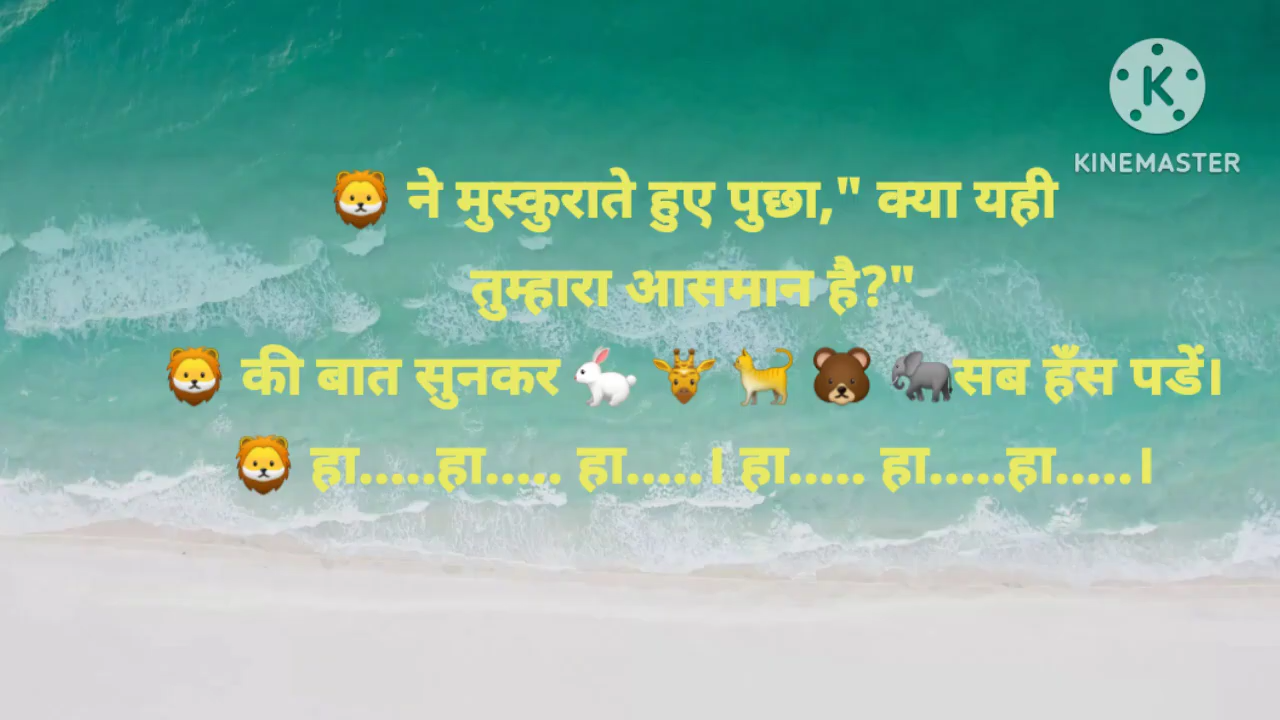 KINEMASTER
🦁 ने मुस्कुराते हुए पुछा," क्या यही
तुम्हारा आसमान है?"
🦁 की बात सुनकर 🐇 🦒 🐈 🐻 🐘सब हँस पडें।
🦁 हा.....हा..... हा.....। हा..... हा.....हा.....।